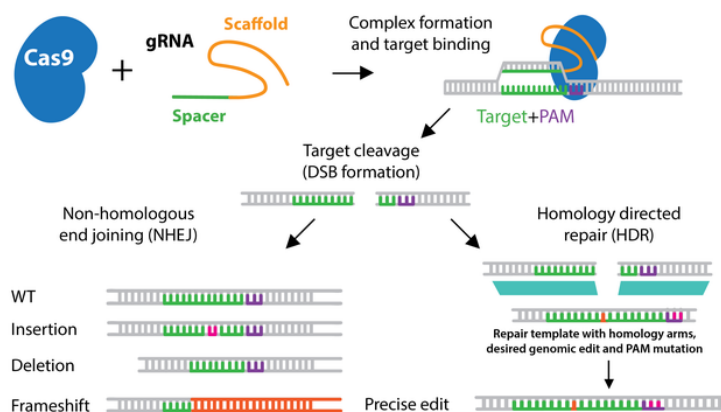 Cas9
+
gRNA
Scaffold
Spacer
Complex formation
and target binding
Target+PAM
Target cleavage
(DSB formation)
Non-homologous
end joining (NHEJ)
Homology directed
repair (HDR)
WT
Insertion
Deletion
Frameshift
Repair template with homology arms,
desired genomic edit and PAM mutation
Precise edit